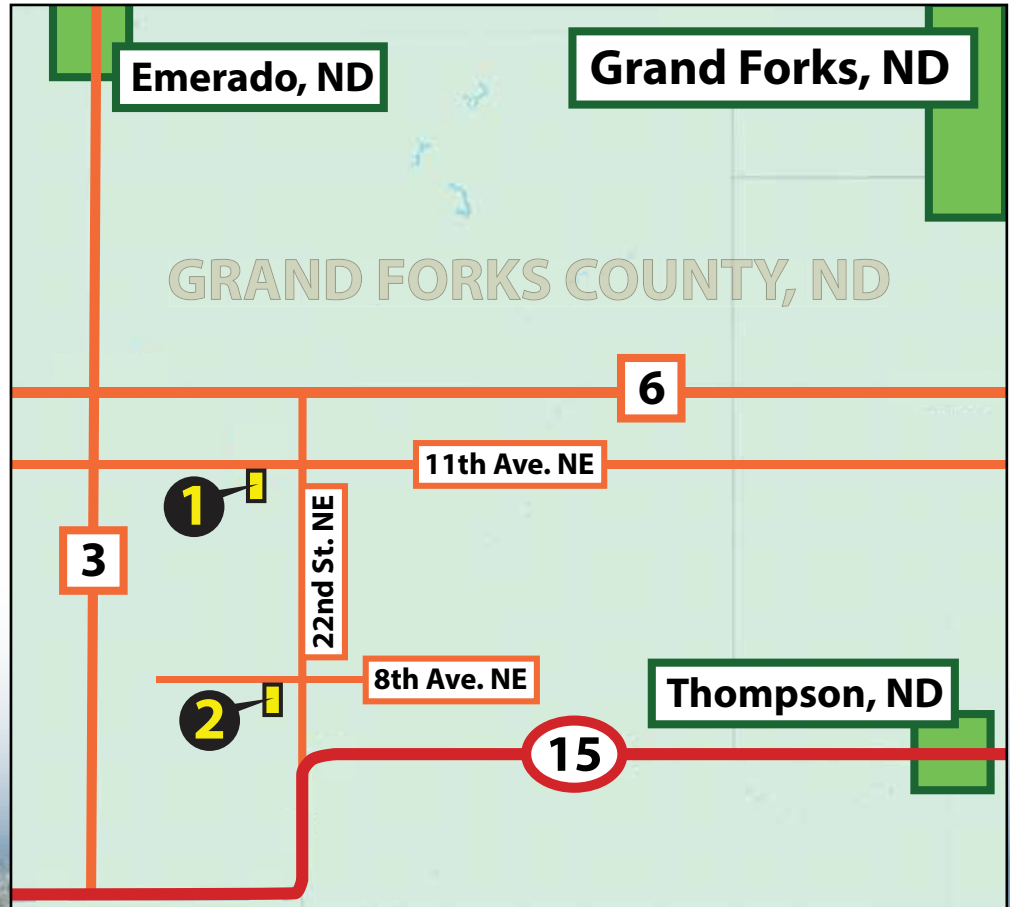 Emerado, ND
Grand Forks, ND
GRAND FORKS COUNTY, ND
6
11th Ave. NE
1
22nd St. NE
3
8th Ave. NE
2
Thompson, ND
15